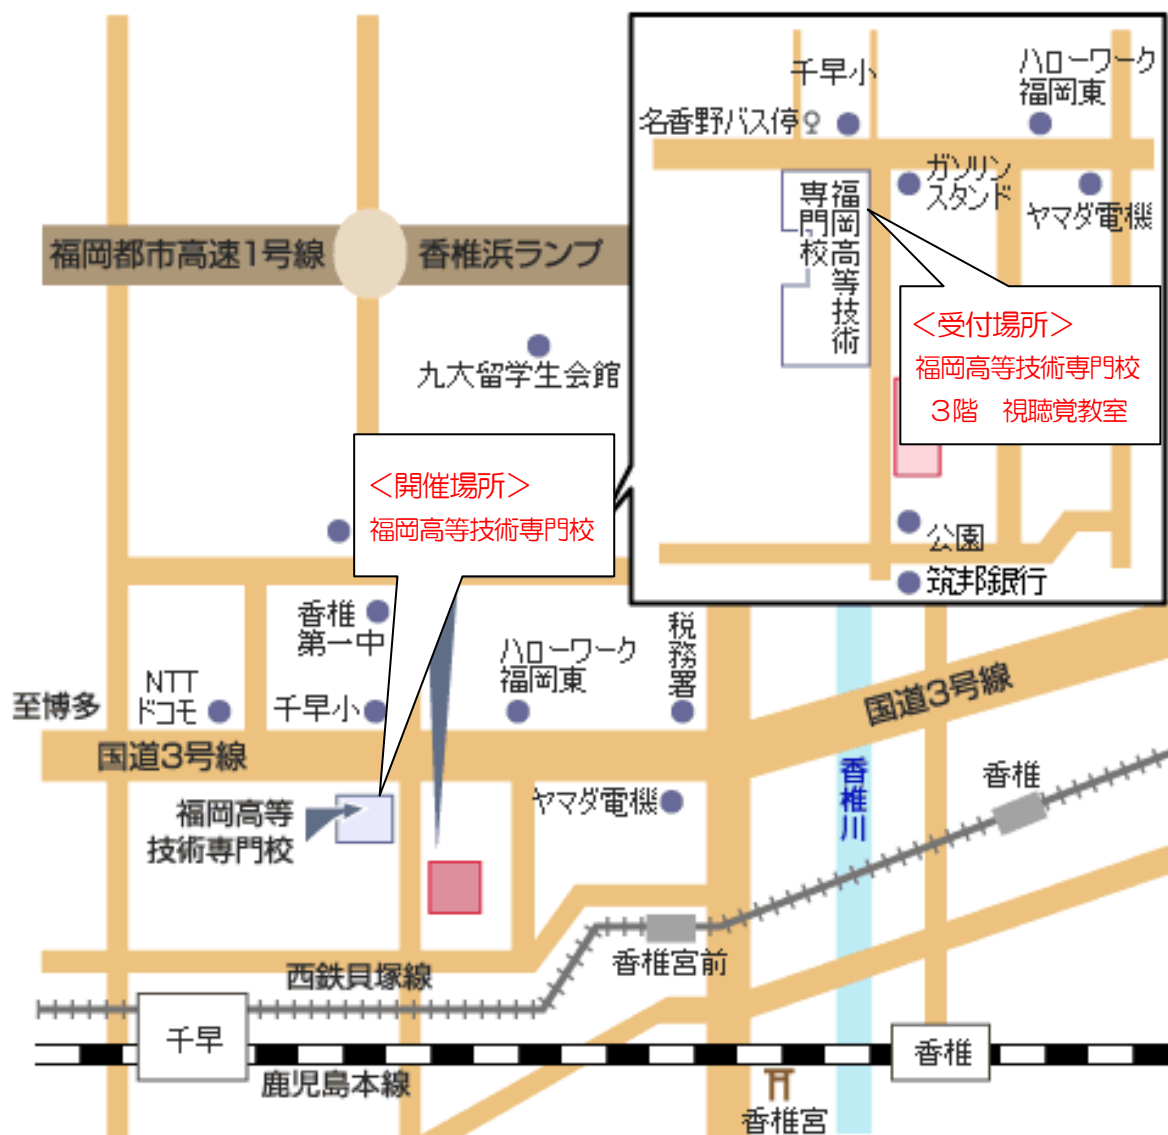 千早小
ハローワーク
福岡東
名香野バス停
ガソリン
スタンド
ヤマダ電機
福岡高等技術
専門校
＜受付場所＞
福岡高等技術専門校
３階　視聴覚教室
公園
筑邦銀行
福岡都市高速1号線
香椎浜ランプ
九大留学生会館
＜開催場所＞
福岡高等技術専門校
香椎
第一中
ハローワーク
福岡東
税務署
NTT
ドコモ
千早小
至博多
国道3号線
国道3号線
香椎川
香椎
福岡高等
技術専門校
ヤマダ電機
香椎宮前
西鉄貝塚線
千早
香椎
鹿児島本線
香椎宮